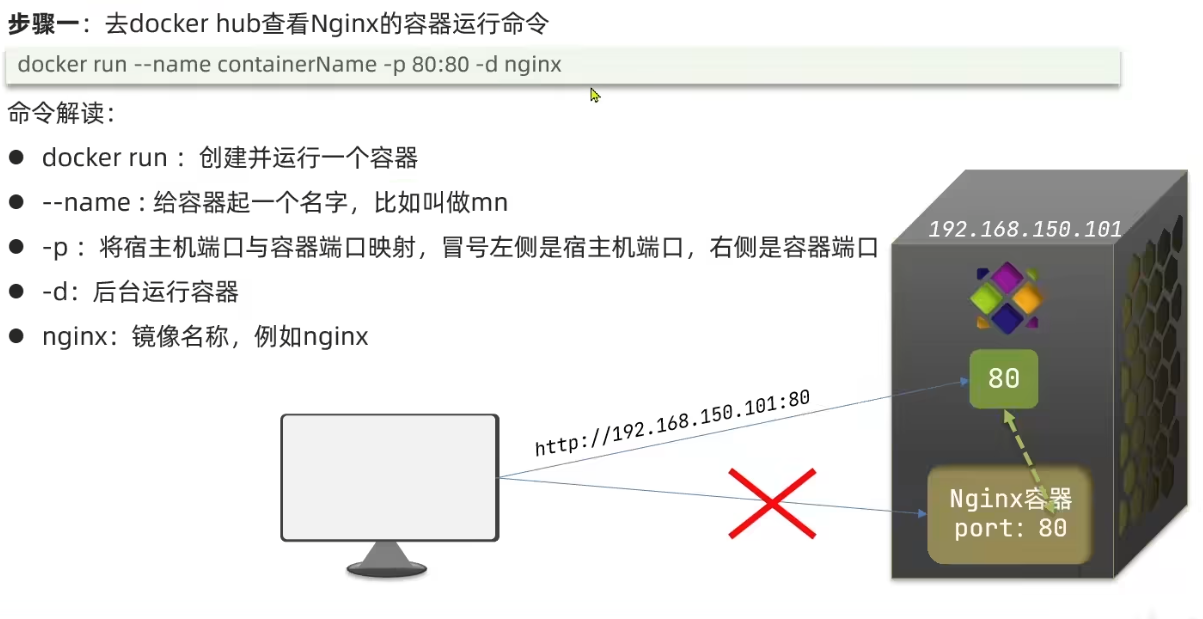 步骤一：去docker hub查看Nginx的容器运行命令
docker run --name containerName -p 80:80 -d nginx
命令解读：
● docker run ：创建并运行一个容器
● --name : 给容器起一个名字，比如叫做mn
● -p ：将宿主机端口与容器端口映射，冒号左侧是宿主机端口，右侧是容器端口
● -d：后台运行容器
● nginx：镜像名称，例如nginx
192.168.150.101
80
http://192.168.150.101:80
Nginx容器
port: 80